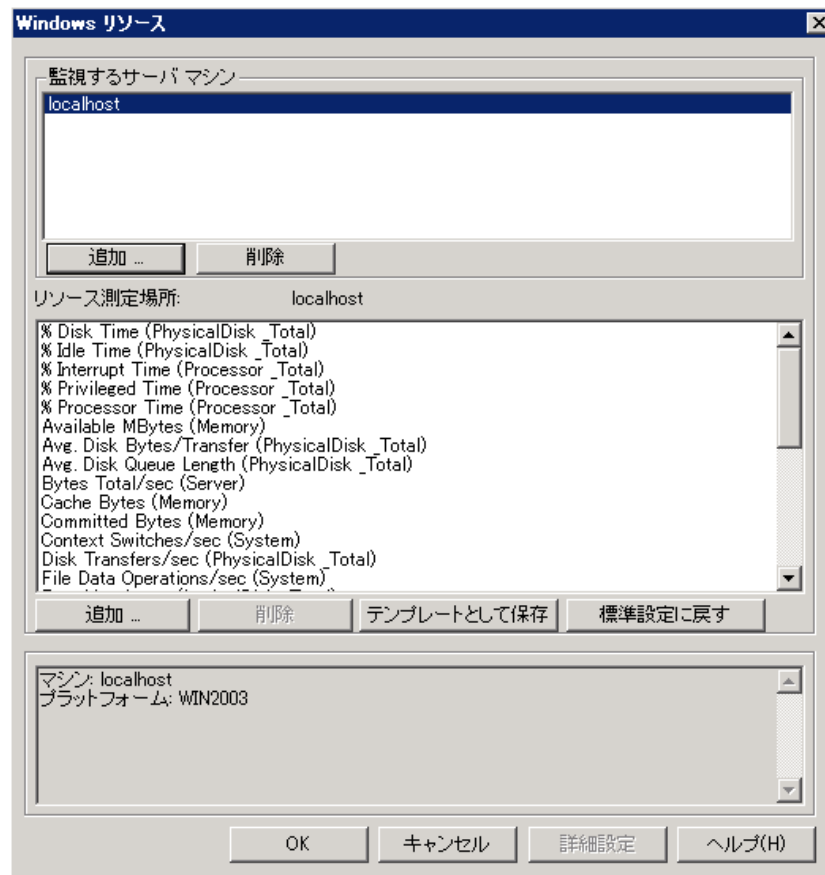 Windows リソース
監視するサーバ マシン
localhost
追加 ...
削除
リソース測定場所: localhost
% Disk Time (PhysicalDisk _Total)
% Idle Time (PhysicalDisk _Total)
% Interrupt Time (Processor _Total)
% Privileged Time (Processor _Total)
% Processor Time (Processor _Total)
Available MBytes (Memory)
Avg. Disk Bytes/Transfer (PhysicalDisk _Total)
Avg. Disk Queue Length (PhysicalDisk _Total)
Bytes Total/sec (Server)
Cache Bytes (Memory)
Committed Bytes (Memory)
Context Switches/sec (System)
Disk Transfers/sec (PhysicalDisk _Total)
File Data Operations/sec (System)
追加 ...
削除
テンプレートとして保存
標準設定に戻す
マシン: localhost
プラットフォーム: WIN2003
OK
キャンセル
詳細設定
ヘルプ(H)